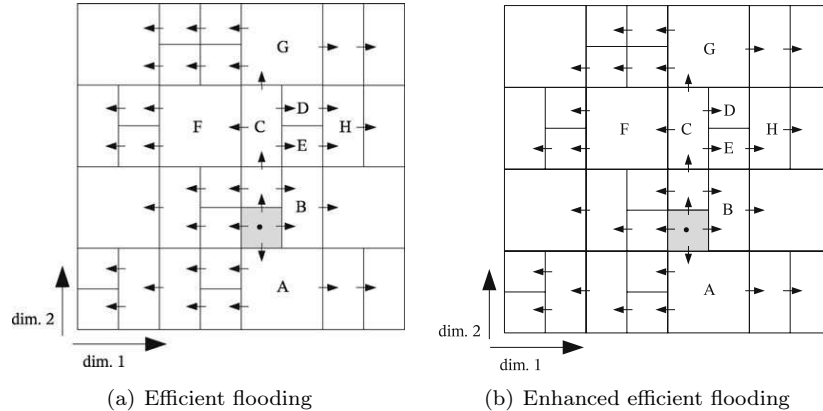 G
G
D
D
F
C
H
F
C
H
E
E
B
B
A
A
dim. 2
dim. 2
dim. 1
dim. 1
(a) Efficient flooding
(b) Enhanced efficient flooding